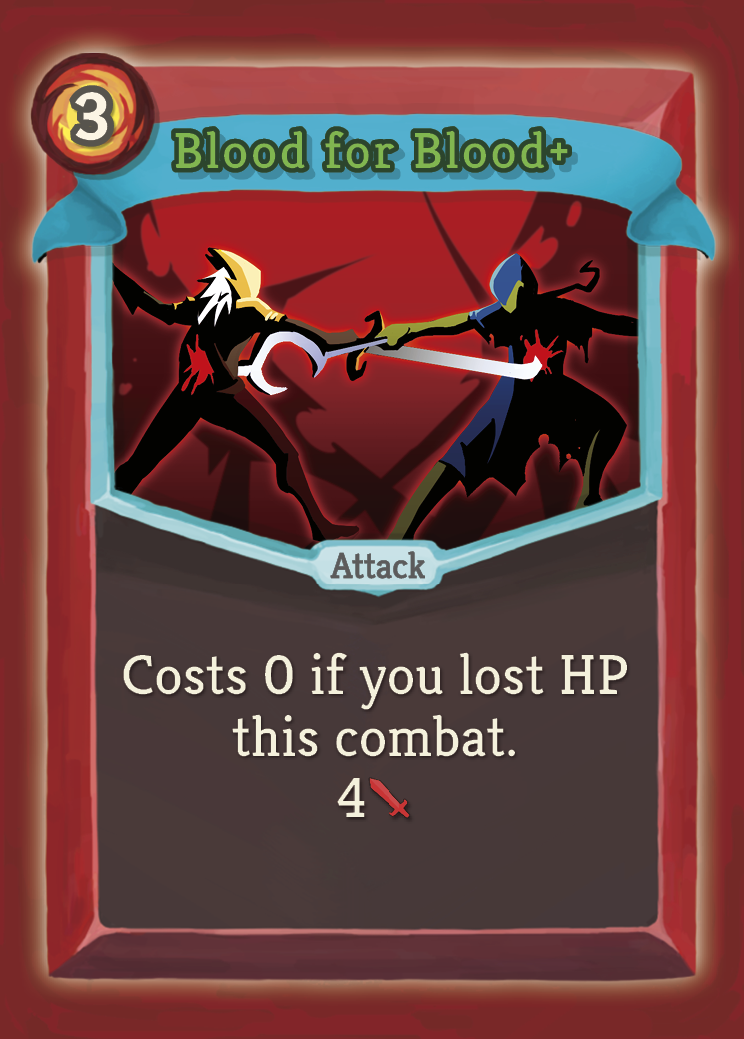 3
Blood for Blood+
Attack
Costs 0 if you lost HP
this combat.
4